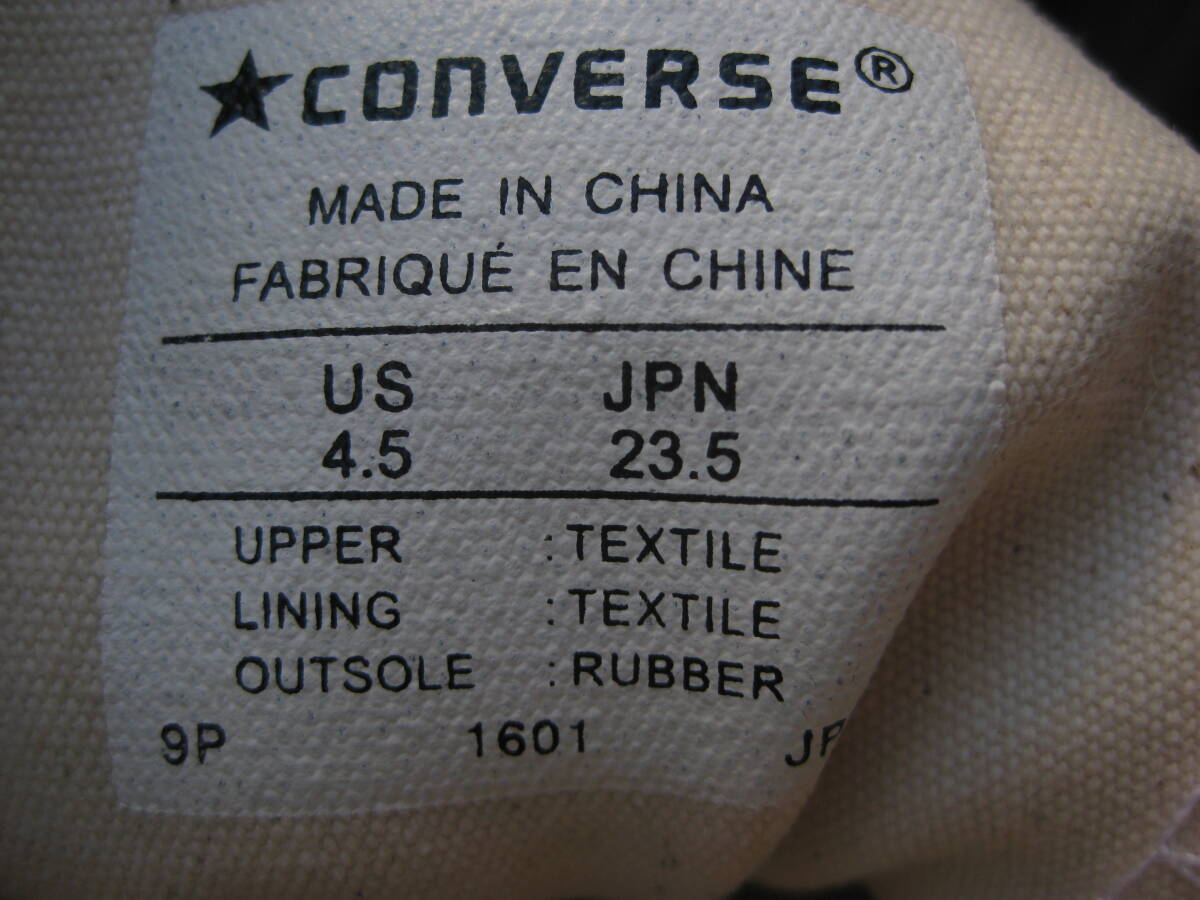 ★CONVERSE®
MADE IN CHINA
FABRIQUÉ EN CHINE
US JPN
4.5 23.5
UPPER :TEXTILE
LINING :TEXTILE
OUTSOLE :RUBBER
9P 1601